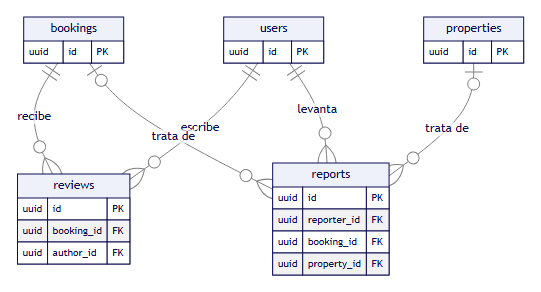 bookings
uuid id PK
users
uuid id PK
properties
uuid id PK
recibe
escribe
trata de
levanta
trata de
reviews
uuid id PK
uuid booking_id FK
uuid author_id FK
reports
uuid id PK
uuid reporter_id FK
uuid booking_id FK
uuid property_id FK